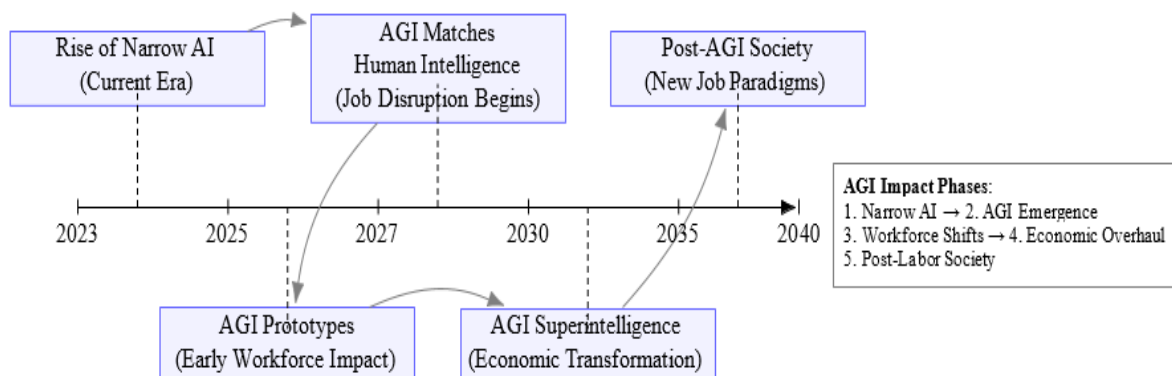 Rise of Narrow AI
(Current Era)
AGI Matches
Human Intelligence
(Job Disruption Begins)
Post-AGI Society
(New Job Paradigms)
2023
2025
2027
2030
2035
2040
AGI Impact Phases:
1. Narrow AI → 2. AGI Emergence
3. Workforce Shifts → 4. Economic Overhaul
5. Post-Labor Society
AGI Prototypes
(Early Workforce Impact)
AGI Superintelligence
(Economic Transformation)